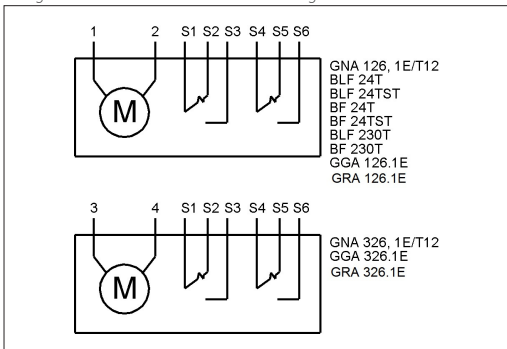 1 2 S1 S2 S3 S4 S5 S6
GNA 126, 1E/T12
BLF 24T
BLF 24TST
BF 24T
BF 24TST
BLF 230T
BF 230T
GGA 126.1E
GRA 126.1E
M
3 4 S1 S2 S3 S4 S5 S6
GNA 326, 1E/T12
GGA 326.1E
GRA 326.1E
M